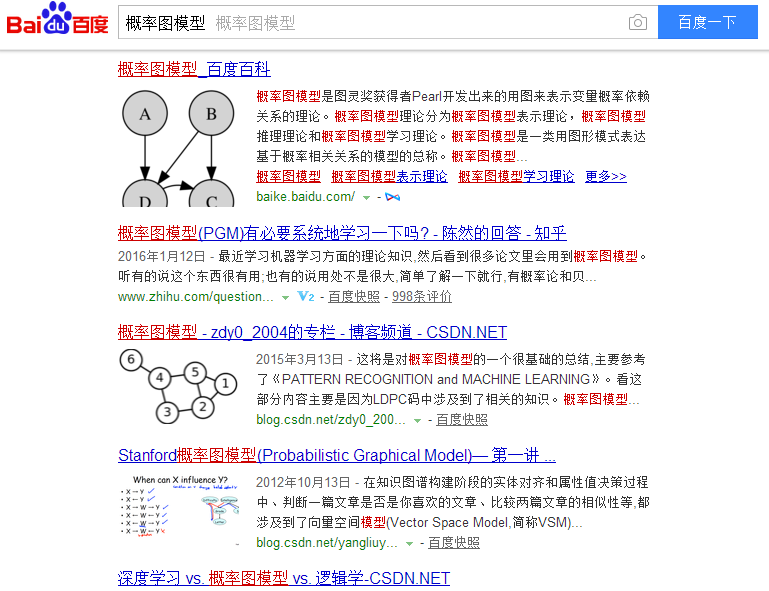 Bai du 百度 概率图模型 概率图模型 百度一下
概率图模型_百度百科
A B
D C
概率图模型是图灵奖获得者Pearl开发出来的用图来表示变量概率依赖
关系的理论。概率图模型理论分为概率图模型表示理论，概率图模型
推理理论和概率图模型学习理论。概率图模型是一类用图形模式表达
基于概率相关关系的模型的总称。概率图模型...
概率图模型 概率图模型表示理论 概率图模型学习理论 更多>>
baike.baidu.com/ -
概率图模型(PGM)有必要系统地学习一下吗? - 陈然的回答 - 知乎
2016年1月12日 - 最近学习机器学习方面的理论知识,然后看到很多论文里会用到概率图模型。
听有的说这个东西很有用;也有的说用处不是很大,简单了解一下就行,有概率论和贝...
www.zhihu.com/question... V2 - 百度快照 - 998条评价
概率图模型 - zdy0_2004的专栏 - 博客频道 - CSDN.NET
6 4 5 1 3 2
2015年3月13日 - 这将是对概率图模型的一个很基础的总结,主要参考
了《PATTERN RECOGNITION and MACHINE LEARNING》。看这
部分内容主要是因为LDPC码中涉及到了相关的知识。概率图模型...
blog.csdn.net/zdy0_200... - 百度快照
Stanford概率图模型(Probabilistic Graphical Model)— 第一讲 ...
When can X influence Y?
X → Y
X ← Y
X → W → Y
X ← W ← Y
X ← W → Y
X → W ← Y
2012年10月13日 - 在知识图谱构建阶段的实体对齐和属性值决策过程
中、判断一篇文章是否是你喜欢的文章、比较两篇文章的相似性等,都
涉及到了向量空间模型(Vector Space Model,简称VSM)...
blog.csdn.net/yangliuy... - 百度快照
深度学习 vs. 概率图模型 vs. 逻辑学-CSDN.NET